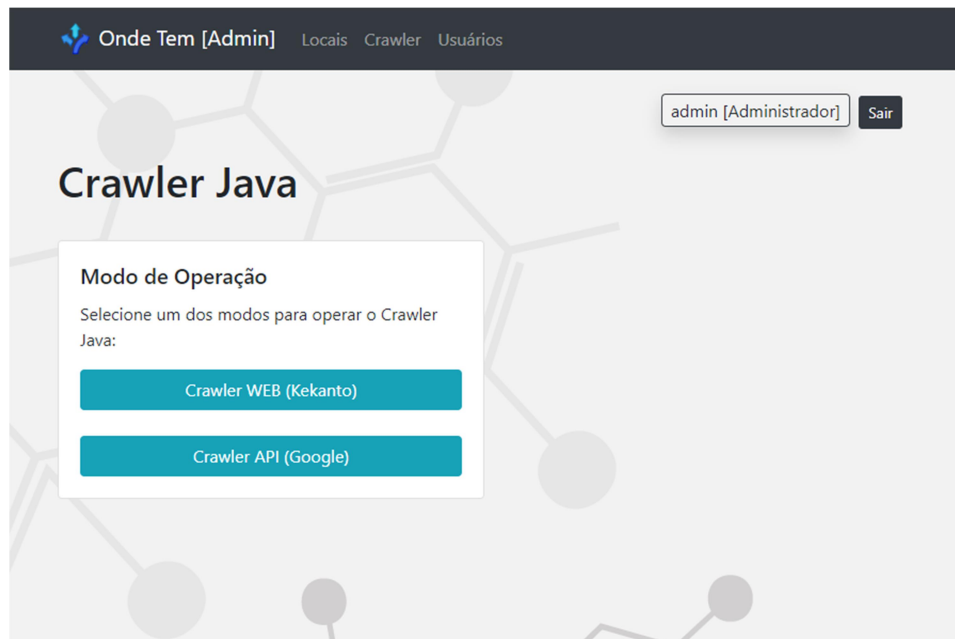 Onde Tem [Admin] Locais Crawler Usuários
admin [Administrador] Sair
Crawler Java
Modo de Operação
Selecione um dos modos para operar o Crawler
Java:
Crawler WEB (Kekanto)
Crawler API (Google)